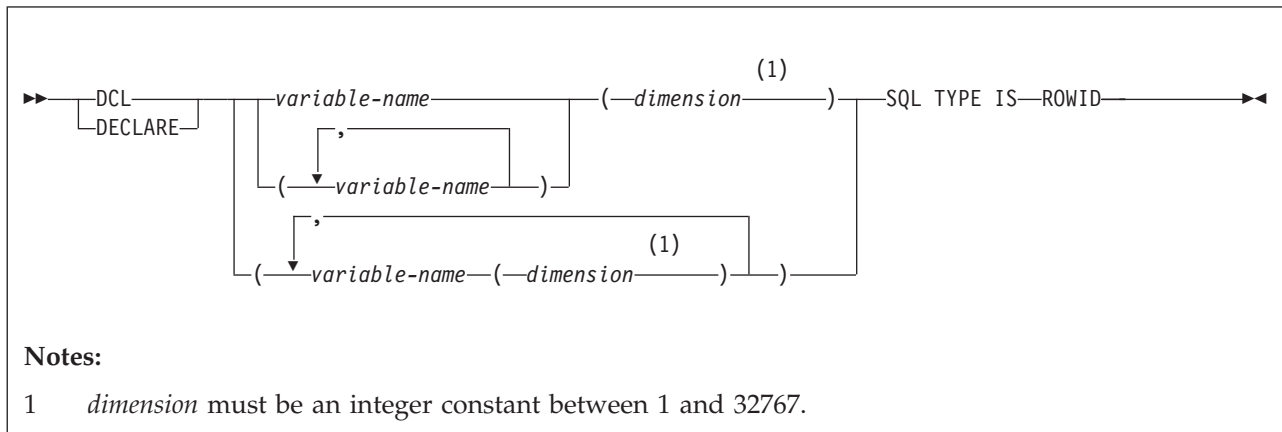 (1)
DCL variable-name ( dimension ) SQL TYPE IS ROWID
DECLARE ,
( variable-name )
,
(1)
( variable-name ( dimension ) )
Notes:
1 dimension must be an integer constant between 1 and 32767.